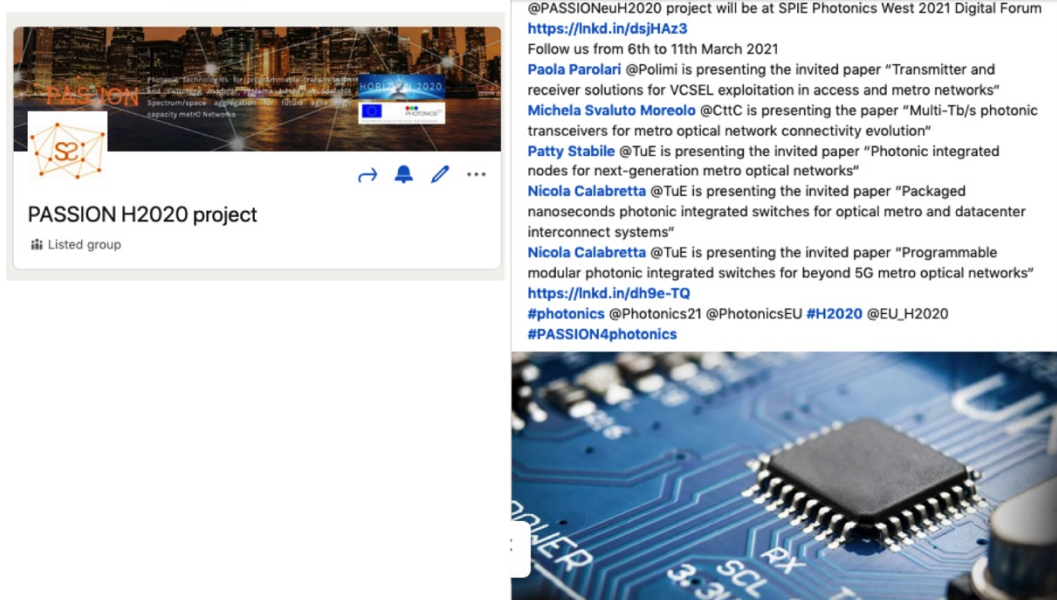 PASSION
Photonic technologies for programmable transmission
and switching modular systems based on scalable
Spectrum/space aggregation for future agile high
capacity metrO Networks
HORIZON 2020
PHOTONICS21
SS
PASSION H2020 project
Listed group
@PASSIONeuH2020 project will be at SPIE Photonics West 2021 Digital Forum
https://lnkd.in/dsjHAz3
Follow us from 6th to 11th March 2021
Paola Parolari @Polimi is presenting the invited paper “Transmitter and
receiver solutions for VCSEL exploitation in access and metro networks”
Michela Svaluto Moreolo @CttC is presenting the paper “Multi-Tb/s photonic
transceivers for metro optical network connectivity evolution”
Patty Stabile @TuE is presenting the invited paper “Photonic integrated
nodes for next-generation metro optical networks“
Nicola Calabretta @TuE is presenting the invited paper “Packaged
nanoseconds photonic integrated switches for optical metro and datacenter
interconnect systems“
Nicola Calabretta @TuE is presenting the invited paper “Programmable
modular photonic integrated switches for beyond 5G metro optical networks”
https://lnkd.in/dh9e-TQ
#photonics @Photonics21 @PhotonicsEU #H2020 @EU_H2020
#PASSION4photonics
POWER
RX
SCL
3.3V